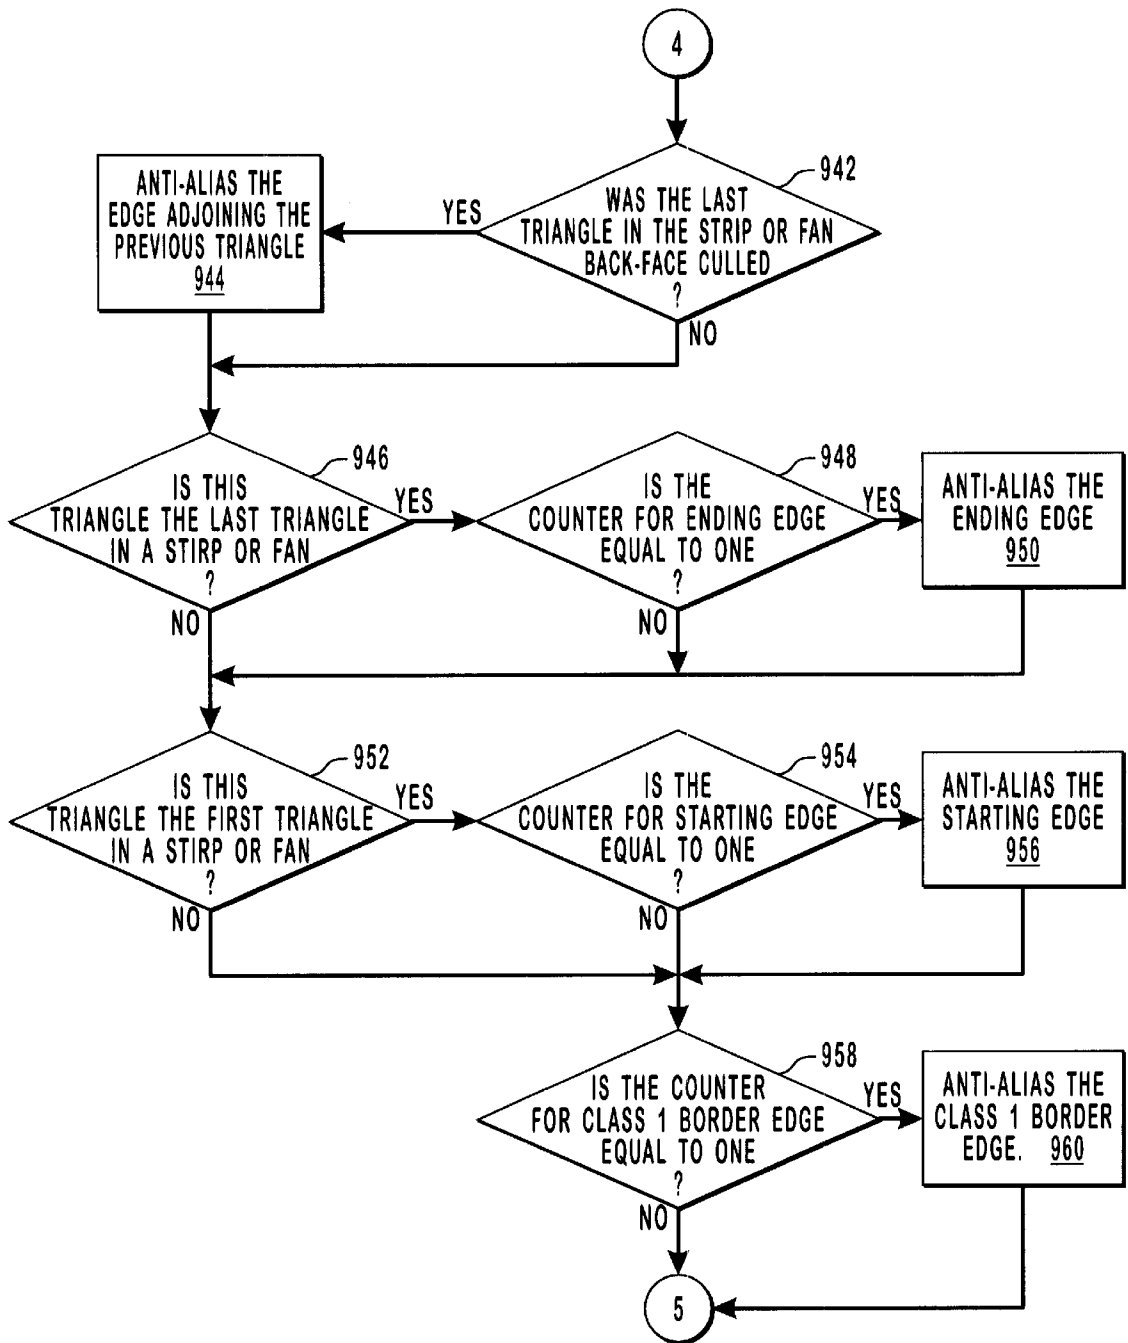 4
942
WAS THE LAST
TRIANGLE IN THE STRIP OR FAN
BACK-FACE CULLED
?
YES
NO
ANTI-ALIAS THE
EDGE ADJOINING THE
PREVIOUS TRIANGLE
944
946
IS THIS
TRIANGLE THE LAST TRIANGLE
IN A STIRP OR FAN
?
YES
NO
948
IS THE
COUNTER FOR ENDING EDGE
EQUAL TO ONE
?
YES
NO
ANTI-ALIAS THE
ENDING EDGE
950
952
IS THIS
TRIANGLE THE FIRST TRIANGLE
IN A STIRP OR FAN
?
YES
NO
954
IS THE
COUNTER FOR STARTING EDGE
EQUAL TO ONE
?
YES
NO
ANTI-ALIAS THE
STARTING EDGE
956
958
IS THE COUNTER
FOR CLASS 1 BORDER EDGE
EQUAL TO ONE
?
YES
NO
ANTI-ALIAS THE
CLASS 1 BORDER
EDGE. 960
5